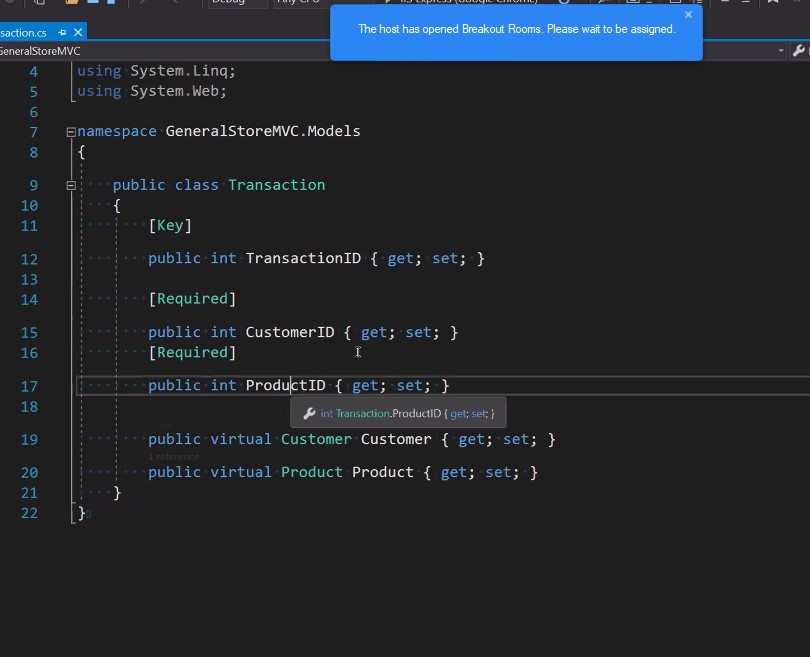 Debug
IIS Express (Google Chrome)
The host has opened Breakout Rooms. Please wait to be assigned.
saction.cs
GeneralStoreMVC
4 using System.Linq;
5 using System.Web;
6
7 namespace GeneralStoreMVC.Models
8 {
9 public class Transaction
10 {
11 [Key]
12 public int TransactionID { get; set; }
13
14 [Required]
15 public int CustomerID { get; set; }
16 [Required]
17 public int ProductID { get; set; }
18
int Transaction.ProductID { get; set; }
19 public virtual Customer Customer { get; set; }
1 reference
20 public virtual Product Product { get; set; }
21 }
22 }